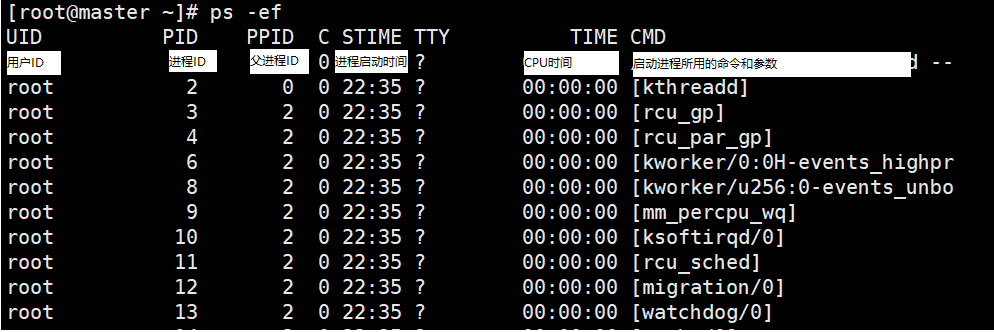 [root@master ~]# ps -ef
UID PID PPID C STIME TTY TIME CMD
用户ID 进程ID 父进程ID 0 进程启动时间 ? CPU时间 启动进程所用的命令和参数 d --
root 2 0 0 22:35 ? 00:00:00 [kthreadd]
root 3 2 0 22:35 ? 00:00:00 [rcu_gp]
root 4 2 0 22:35 ? 00:00:00 [rcu_par_gp]
root 6 2 0 22:35 ? 00:00:00 [kworker/0:0H-events_highpr
root 8 2 0 22:35 ? 00:00:00 [kworker/u256:0-events_unbo
root 9 2 0 22:35 ? 00:00:00 [mm_percpu_wq]
root 10 2 0 22:35 ? 00:00:00 [ksoftirqd/0]
root 11 2 0 22:35 ? 00:00:00 [rcu_sched]
root 12 2 0 22:35 ? 00:00:00 [migration/0]
root 13 2 0 22:35 ? 00:00:00 [watchdog/0]